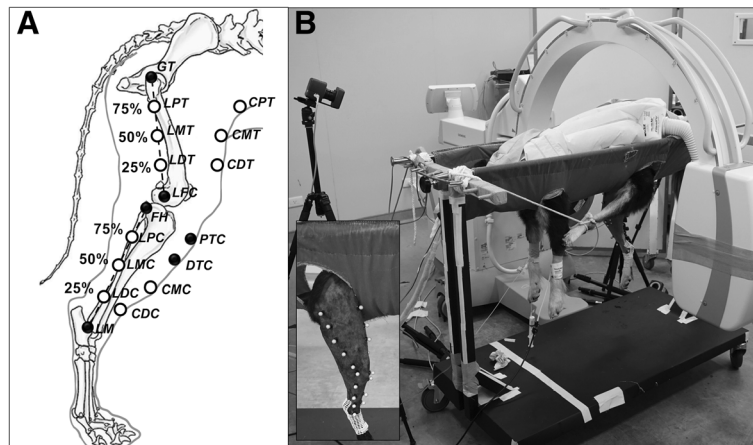 A
B
GT
75%
LPT
CPT
50%
LMT
CMT
25%
LDT
CDT
LFC
FH
75%
LPC
PTC
50%
LMC
DTC
25%
LDC
CMC
CDC
LM